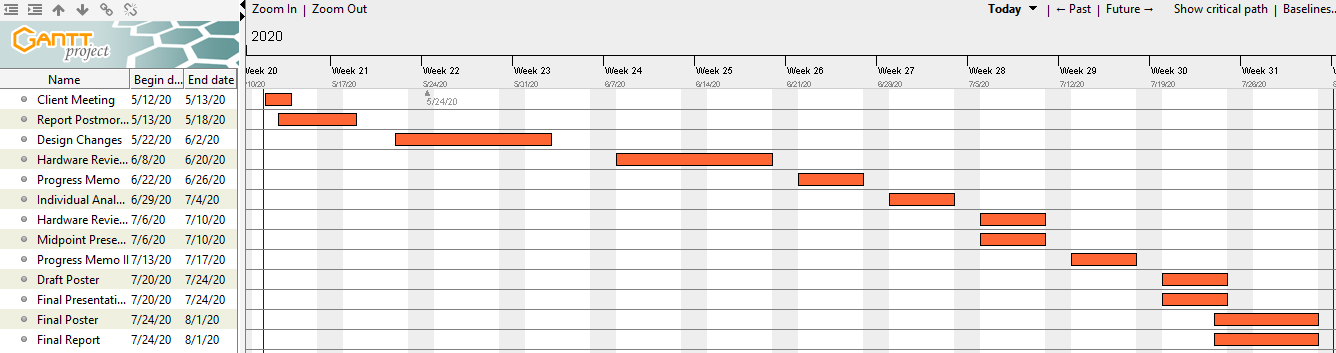 Zoom In | Zoom Out Today | ← Past | Future → Show critical path | Baselines...
GANTT project
2020
Name Begin d... End date
Week 20 Week 21 Week 22 Week 23 Week 24 Week 25 Week 26 Week 27 Week 28 Week 29 Week 30 Week 31
/10/20 5/17/20 5/24/20 5/31/20 6/7/20 6/14/20 6/21/20 6/28/20 7/5/20 7/12/20 7/19/20 7/26/20
Client Meeting 5/12/20 5/13/20
5/24/20
Report Postmor... 5/13/20 5/18/20
Design Changes 5/22/20 6/2/20
Hardware Revie... 6/8/20 6/20/20
Progress Memo 6/22/20 6/26/20
Individual Anal... 6/29/20 7/4/20
Hardware Revie... 7/6/20 7/10/20
Midpoint Prese... 7/6/20 7/10/20
Progress Memo II 7/13/20 7/17/20
Draft Poster 7/20/20 7/24/20
Final Presentati... 7/20/20 7/24/20
Final Poster 7/24/20 8/1/20
Final Report 7/24/20 8/1/20